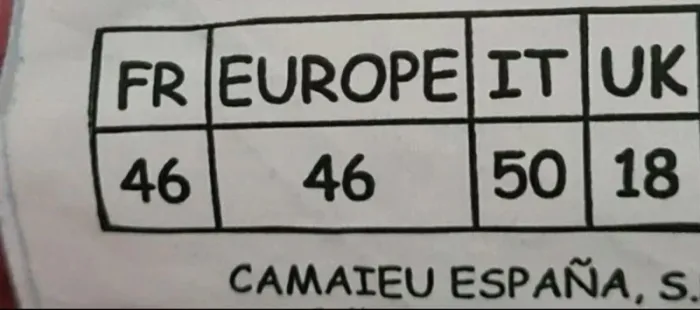 FR EUROPE IT UK
46 46 50 18
CAMAIEU ESPAÑA, S.